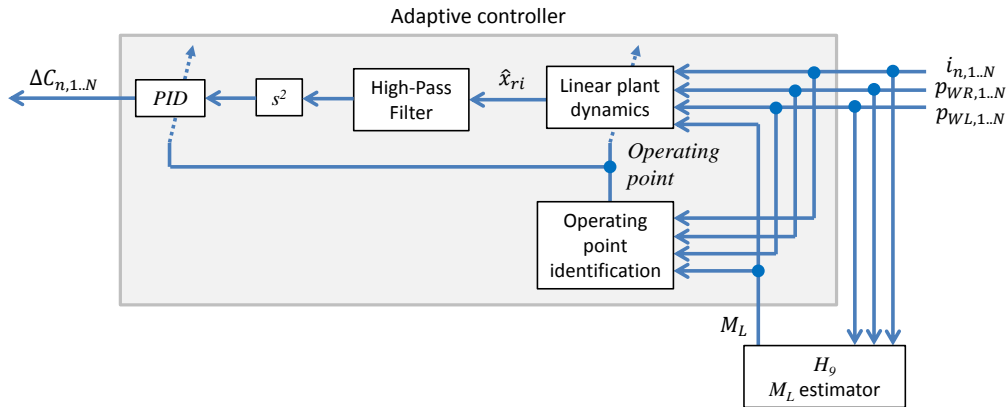 Adaptive controller
ΔC_{n,1..N}
PID
s²
High-Pass
Filter
x̂_{ri}
Linear plant
dynamics
i_{n,1..N}
p_{WR,1..N}
p_{WL,1..N}
Operating
point
Operating
point
identification
M_L
H_9
M_L estimator